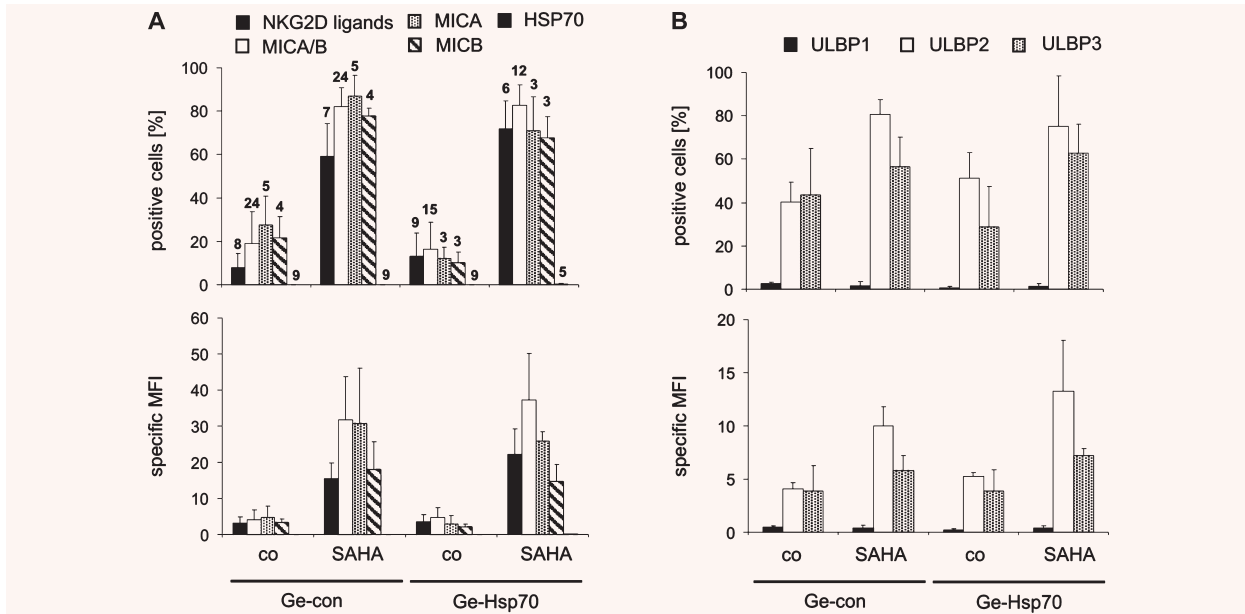 A
NKG2D ligands MICA HSP70
MICA/B MICB
positive cells [%]
100
80
60
40
20
0
8 24 5 4 9
7 24 5 4 9
9 15 3 3 9
6 12 3 3 5
specific MFI
60
50
40
30
20
10
0
co SAHA co SAHA
Ge-con Ge-Hsp70
B
ULBP1 ULBP2 ULBP3
positive cells [%]
100
80
60
40
20
0
specific MFI
20
15
10
5
0
co SAHA co SAHA
Ge-con Ge-Hsp70